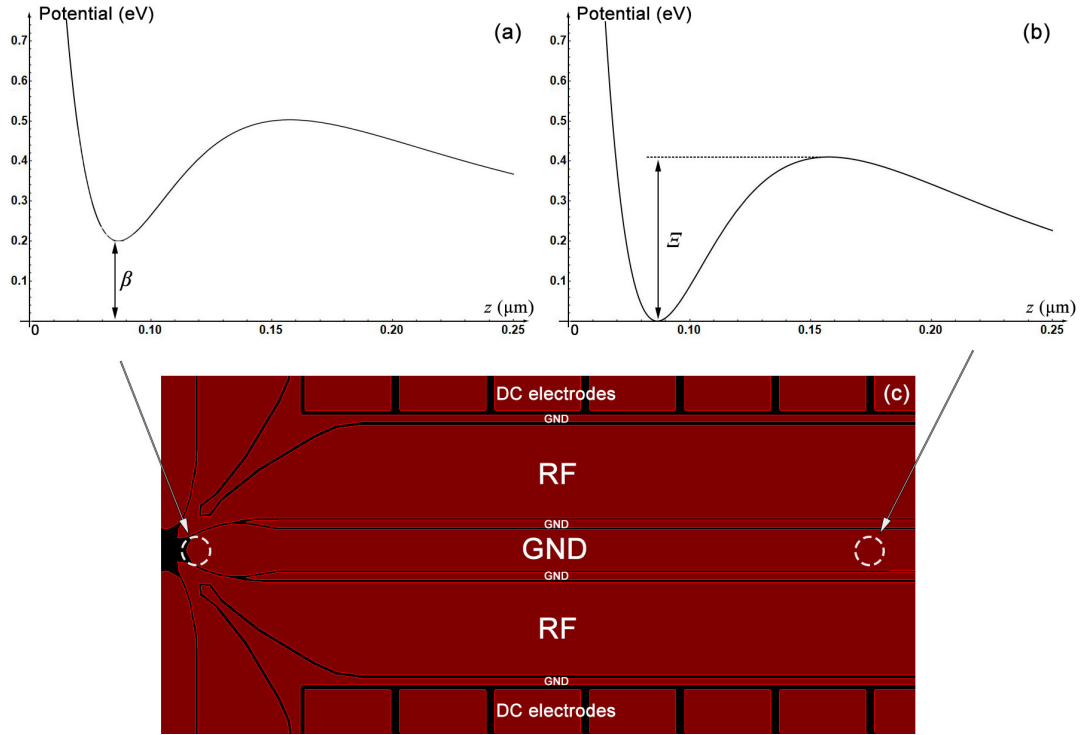 Potential (eV)
(a)
0.7
0.6
0.5
0.4
0.3
0.2
0.1
β
z (μm)
0
0.10
0.15
0.20
0.25
Potential (eV)
(b)
0.7
0.6
0.5
0.4
0.3
0.2
0.1
Ξ
z (μm)
0
0.10
0.15
0.20
0.25
DC electrodes
(c)
GND
RF
GND
GND
GND
RF
GND
DC electrodes